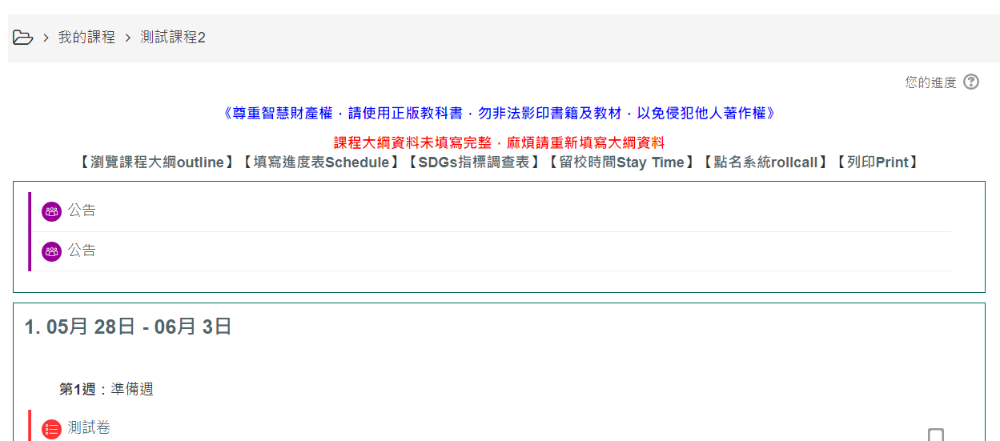 我的課程 > 測試課程2
您的進度
《尊重智慧財產權，請使用正版教科書，勿非法影印書籍及教材，以免侵犯他人著作權》
課程大綱資料未填寫完整，麻煩請重新填寫大綱資料
【瀏覽課程大綱outline】【填寫進度表Schedule】【SDGs指標調查表】【留校時間Stay Time】【點名系統rollcall】【列印Print】
公告
公告
1. 05月 28日 - 06月 3日
第1週：準備週
測試卷